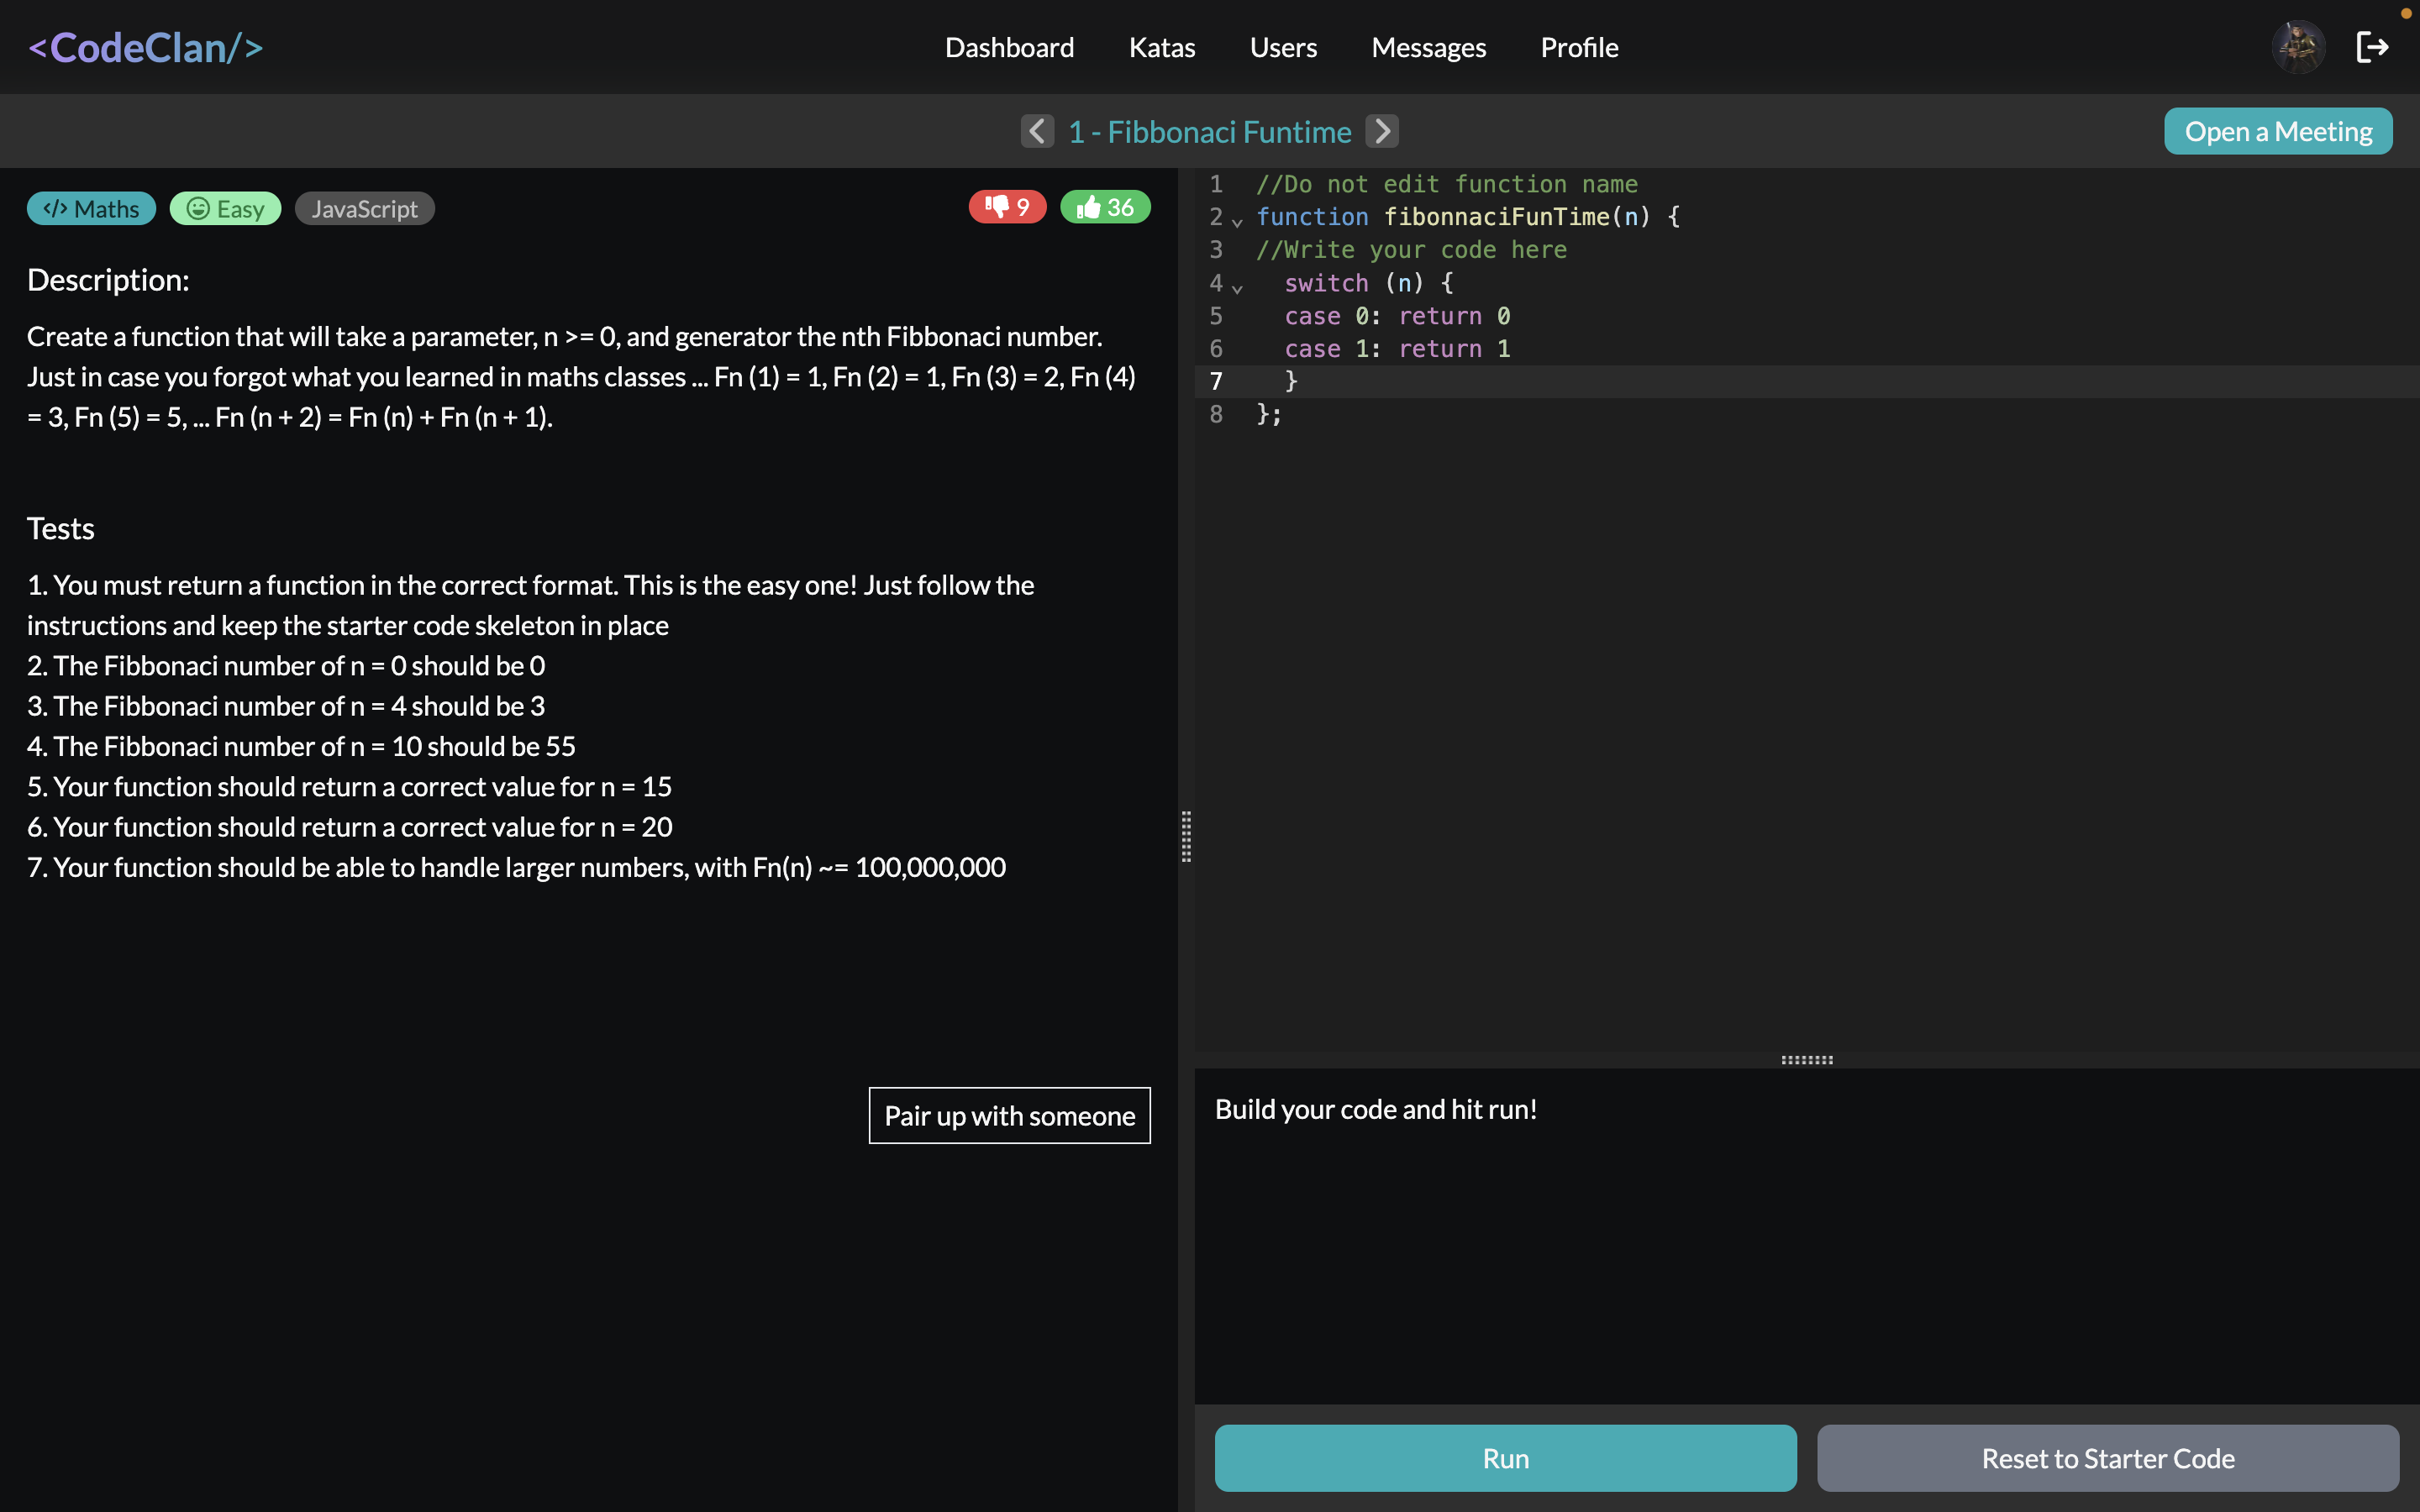 <CodeClan/>
Dashboard Katas Users Messages Profile
1 - Fibbonaci Funtime
Open a Meeting
</> Maths Easy JavaScript 9 36
Description:
Create a function that will take a parameter, n >= 0, and generator the nth Fibbonaci number.
Just in case you forgot what you learned in maths classes ... Fn (1) = 1, Fn (2) = 1, Fn (3) = 2, Fn (4)
= 3, Fn (5) = 5, ... Fn (n + 2) = Fn (n) + Fn (n + 1).
Tests
1. You must return a function in the correct format. This is the easy one! Just follow the
instructions and keep the starter code skeleton in place
2. The Fibbonaci number of n = 0 should be 0
3. The Fibbonaci number of n = 4 should be 3
4. The Fibbonaci number of n = 10 should be 55
5. Your function should return a correct value for n = 15
6. Your function should return a correct value for n = 20
7. Your function should be able to handle larger numbers, with Fn(n) ~= 100,000,000
Pair up with someone
1 //Do not edit function name
2 function fibonnaciFunTime(n) {
3 //Write your code here
4 switch (n) {
5 case 0: return 0
6 case 1: return 1
7 }
8 };
Build your code and hit run!
Run
Reset to Starter Code